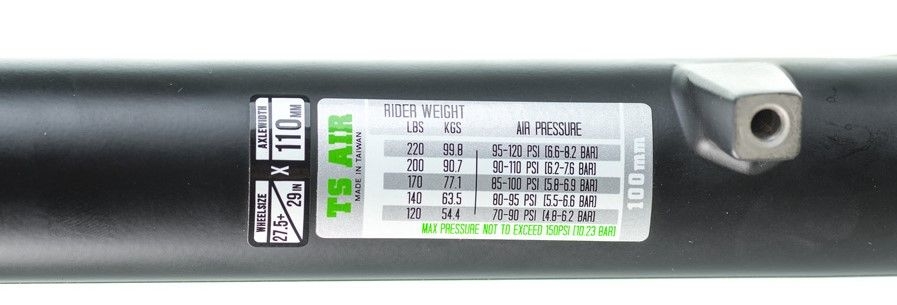 WHEELSIZE
27.5+
29 IN
X
AXLEWIDTH
110 MM
TS AIR
MADE IN TAIWAN
RIDER WEIGHT
LBS KGS AIR PRESSURE
220 99.8 95-120 PSI (6.6-8.2 BAR)
200 90.7 90-110 PSI (6.2-7.6 BAR)
170 77.1 85-100 PSI (5.8-6.9 BAR)
140 63.5 80-95 PSI (5.5-6.6 BAR)
120 54.4 70-90 PSI (4.8-6.2 BAR)
MAX PRESSURE NOT TO EXCEED 150PSI (10.23 BAR)
100mm